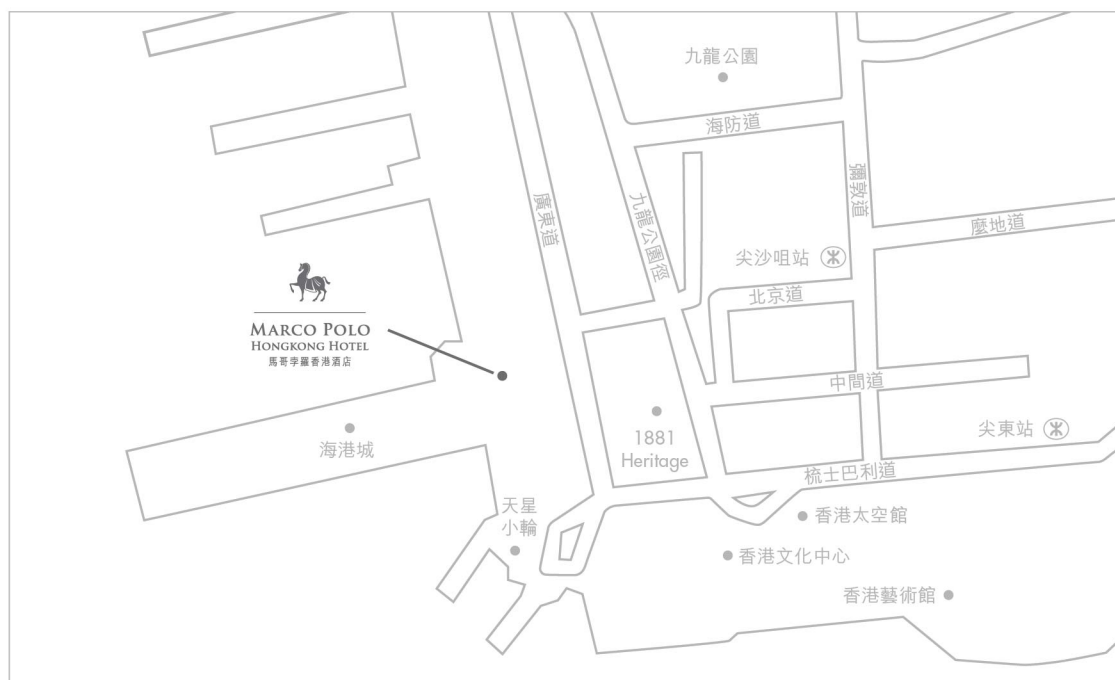 九龍公園
海防道
彌敦道
廣東道
九龍公園徑
麼地道
尖沙咀站
北京道
MARCO POLO
HONGKONG HOTEL
馬哥孛羅香港酒店
中間道
1881
Heritage
海港城
尖東站
梳士巴利道
天星
小輪
香港太空館
香港文化中心
香港藝術館